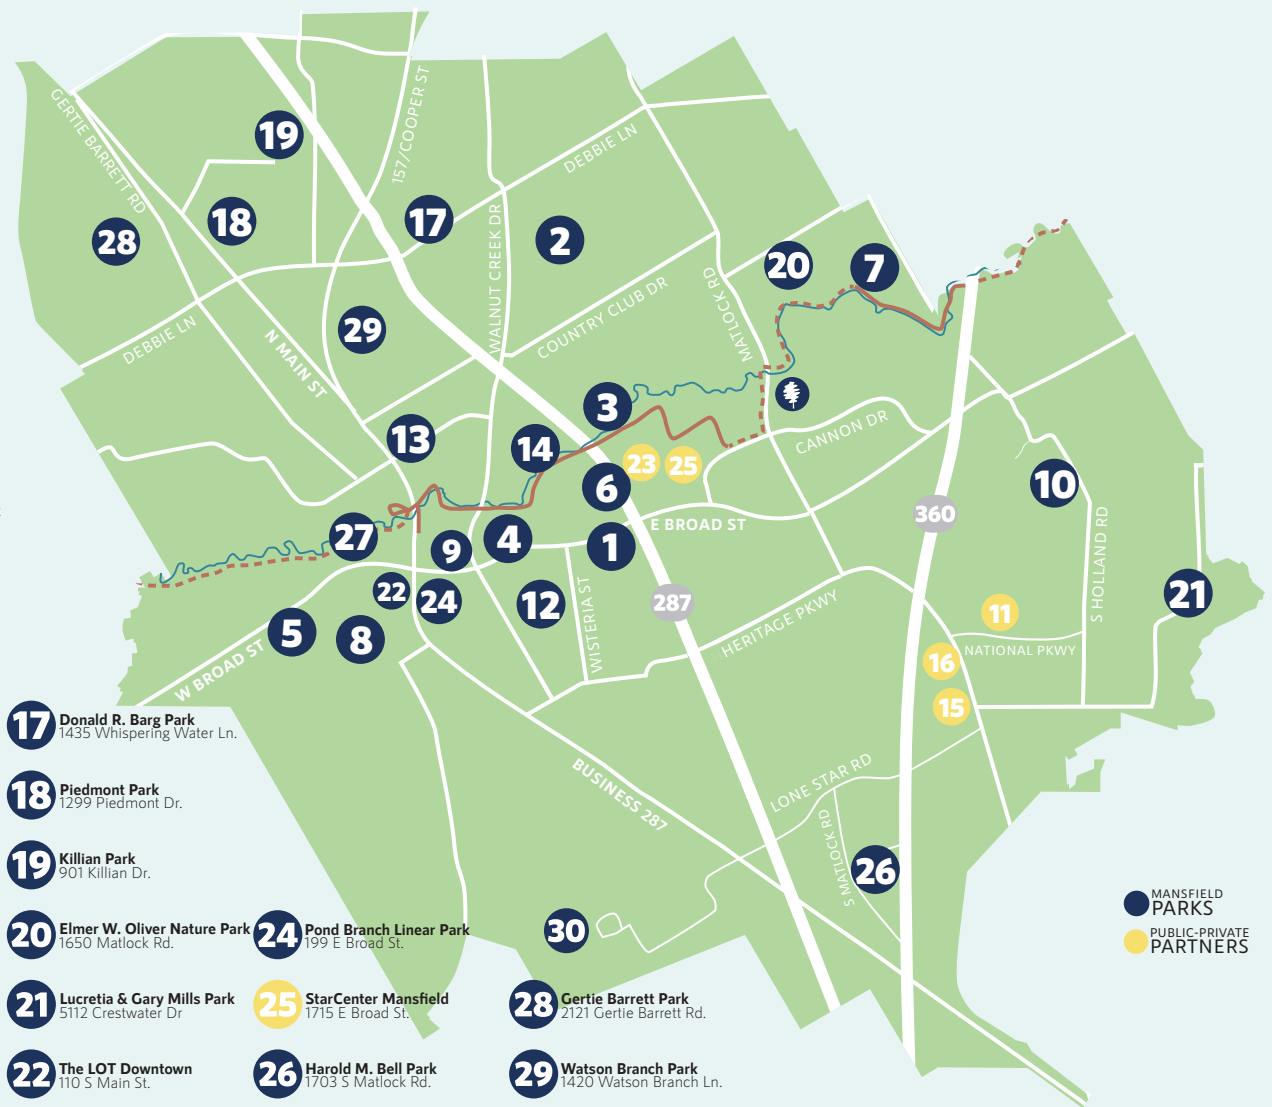 GERTIE BARRETT RD
157/COOPER ST
DEBBIE LN
19
18
28
17
2
WALNUT CREEK DR
COUNTRY CLUB DR
MATLOCK RD
20
7
DEBBIE LN
N MAIN ST
29
3
13
14
23
25
6
CANNON DR
10
360
E BROAD ST
S HOLLAND RD
27
9
4
1
22
24
12
WISTERIA ST
287
HERITAGE PKWY
21
11
NATIONAL PKWY
16
15
5
8
W BROAD ST
BUSINESS 287
LONE STAR RD
S MATLOCK RD
26
30
17 Donald R. Barg Park
1435 Whispering Water Ln.
18 Piedmont Park
1299 Piedmont Dr.
19 Killian Park
901 Killian Dr.
20 Elmer W. Oliver Nature Park
1650 Matlock Rd.
21 Lucretia & Gary Mills Park
5112 Crestwater Dr
22 The LOT Downtown
110 S Main St.
24 Pond Branch Linear Park
199 E Broad St.
25 StarCenter Mansfield
1715 E Broad St.
26 Harold M. Bell Park
1703 S Matlock Rd.
28 Gertie Barrett Park
2121 Gertie Barrett Rd.
29 Watson Branch Park
1420 Watson Branch Ln.
MANSFIELD
PARKS
PUBLIC-PRIVATE
PARTNERS